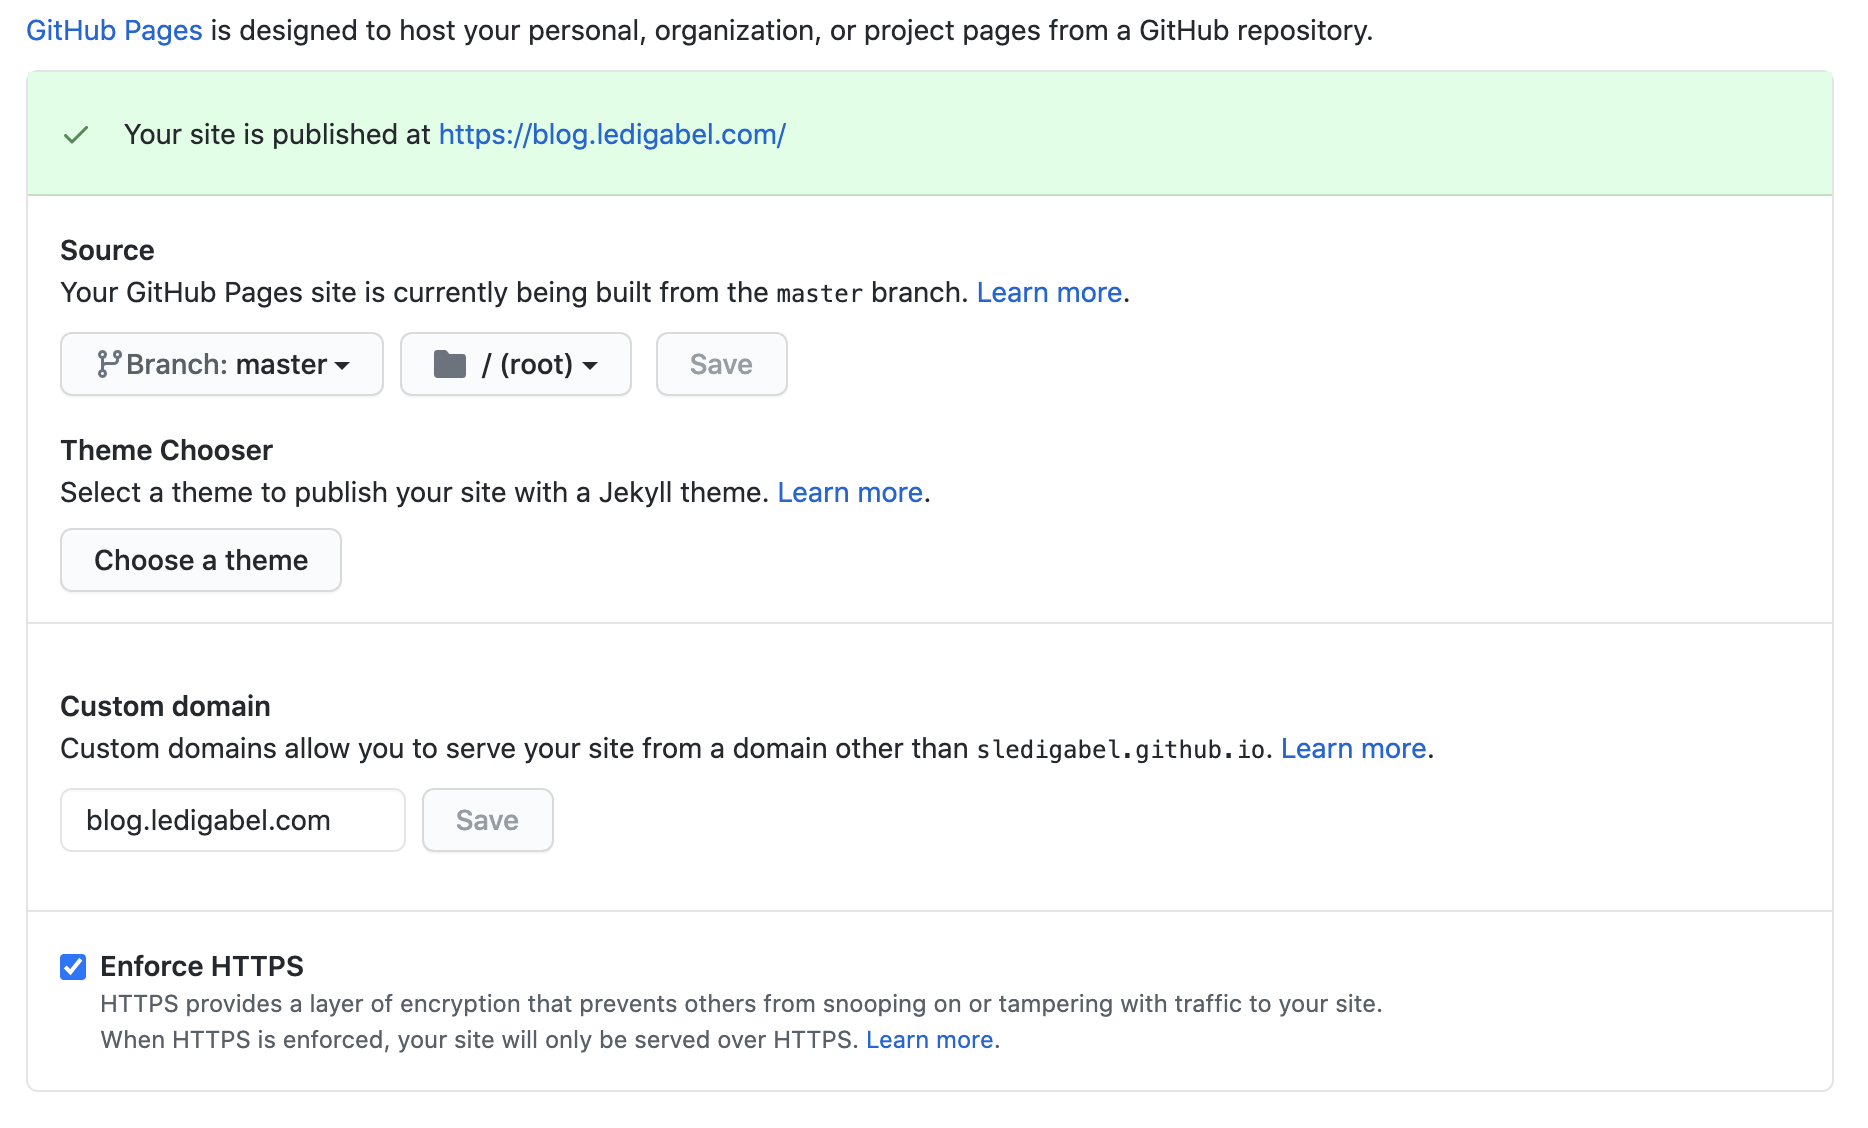 GitHub Pages is designed to host your personal, organization, or project pages from a GitHub repository.
Your site is published at https://blog.ledigabel.com/
Source
Your GitHub Pages site is currently being built from the master branch. Learn more.
Branch: master / (root) Save
Theme Chooser
Select a theme to publish your site with a Jekyll theme. Learn more.
Choose a theme
Custom domain
Custom domains allow you to serve your site from a domain other than sledigabel.github.io. Learn more.
blog.ledigabel.com Save
Enforce HTTPS
HTTPS provides a layer of encryption that prevents others from snooping on or tampering with traffic to your site.
When HTTPS is enforced, your site will only be served over HTTPS. Learn more.